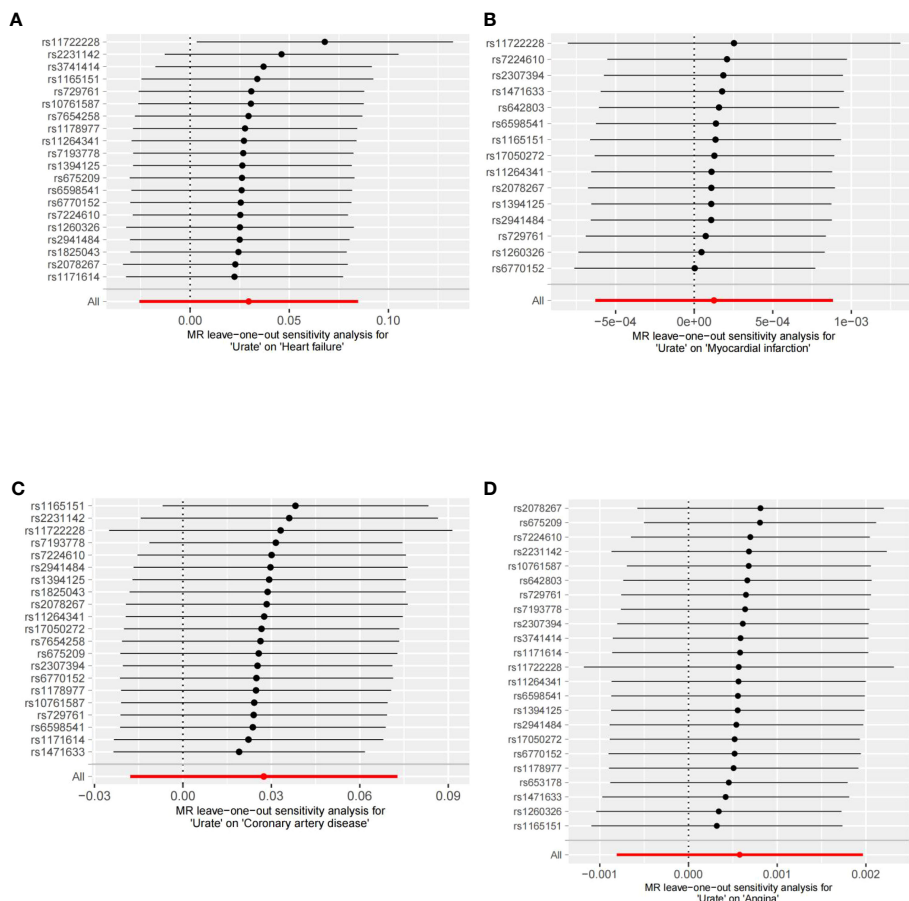 A
rs11722228
rs2231142
rs3741414
rs1165151
rs729761
rs10761587
rs7654258
rs1178977
rs11264341
rs7193778
rs1394125
rs675209
rs6598541
rs6770152
rs7224610
rs1260326
rs2941484
rs1825043
rs2078267
rs1171614
All
0.00 0.05 0.10
MR leave−one−out sensitivity analysis for
'Urate' on 'Heart failure'
B
rs11722228
rs7224610
rs2307394
rs1471633
rs642803
rs6598541
rs1165151
rs17050272
rs11264341
rs2078267
rs1394125
rs2941484
rs729761
rs1260326
rs6770152
All
−5e−04 0e+00 5e−04 1e−03
MR leave−one−out sensitivity analysis for
'Urate' on 'Myocardial infarction'
C
rs1165151
rs2231142
rs11722228
rs7193778
rs7224610
rs2941484
rs1394125
rs1825043
rs2078267
rs11264341
rs17050272
rs7654258
rs675209
rs2307394
rs6770152
rs1178977
rs10761587
rs729761
rs6598541
rs1171614
rs1471633
All
−0.03 0.00 0.03 0.06 0.09
MR leave−one−out sensitivity analysis for
'Urate' on 'Coronary artery disease'
D
rs2078267
rs675209
rs7224610
rs2231142
rs10761587
rs642803
rs729761
rs7193778
rs2307394
rs3741414
rs1171614
rs11722228
rs11264341
rs6598541
rs1394125
rs2941484
rs17050272
rs6770152
rs1178977
rs653178
rs1471633
rs1260326
rs1165151
All
−0.001 0.000 0.001 0.002
MR leave−one−out sensitivity analysis for
'Urate' on 'Angina'